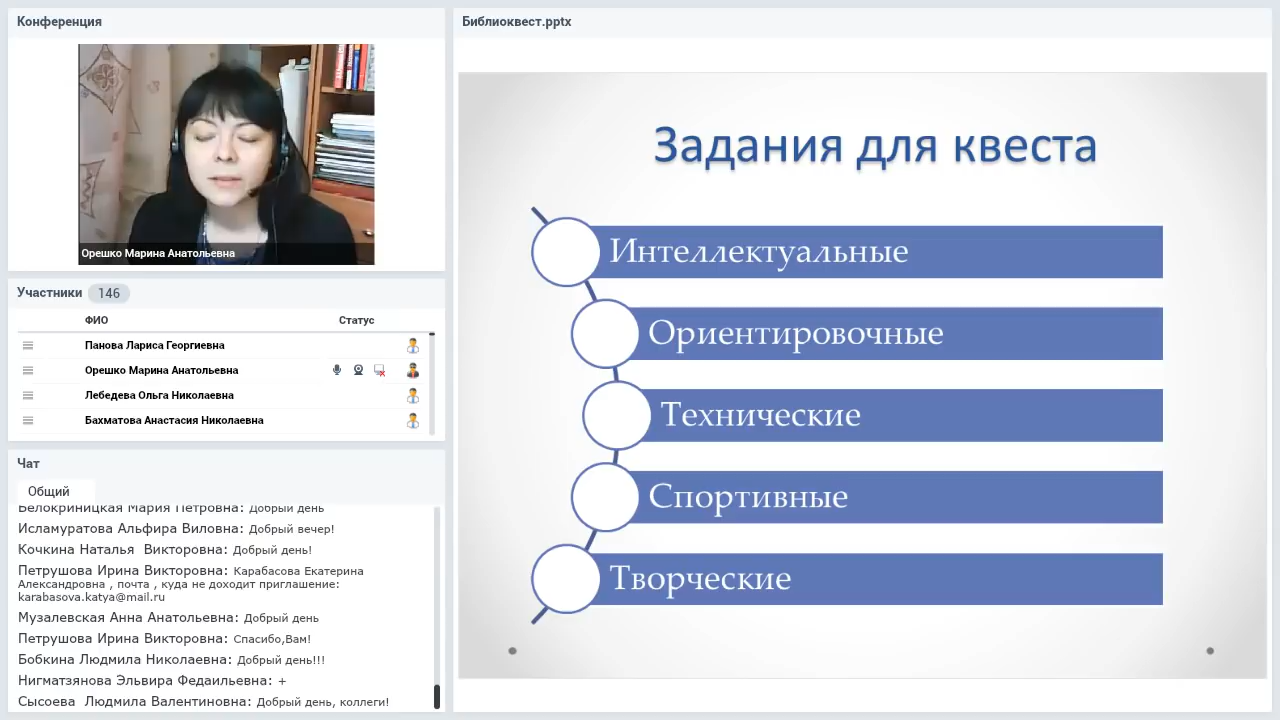 Конференция
Орешко Марина Анатольевна
Участники 146
ФИО Статус
Панова Лариса Георгиевна
Орешко Марина Анатольевна
Лебедева Ольга Николаевна
Бахматова Анастасия Николаевна
Чат
Общий
Белокриницкая Мария Петровна: Добрый день
Исламуратова Альфира Виловна: Добрый вечер!
Кочкина Наталья Викторовна: Добрый день!
Петрушова Ирина Викторовна: Карабасова Екатерина
Александровна , почта , куда не доходит приглашение:
karabasova.katya@mail.ru
Музалевская Анна Анатольевна: Добрый день
Петрушова Ирина Викторовна: Спасибо,Вам!
Бобкина Людмила Николаевна: Добрый день!!!
Нигматзянова Эльвира Федаильевна: +
Сысоева Людмила Валентиновна: Добрый день, коллеги!
Библиоквест.pptx
Задания для квеста
Интеллектуальные
Ориентировочные
Технические
Спортивные
Творческие